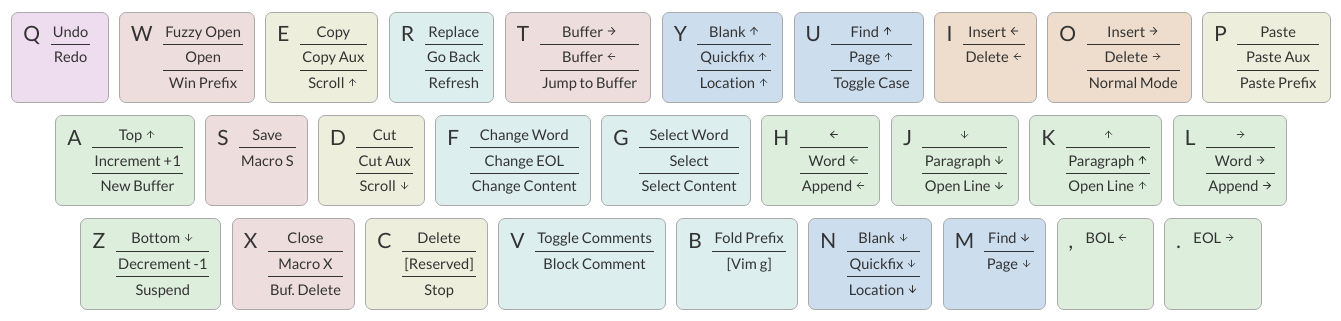 Q Undo W Fuzzy Open E Copy R Replace T Buffer → Y Blank ↑ U Find ↑ I Insert ← O Insert → P Paste
Redo Open Copy Aux Go Back Buffer ← Quickfix ↑ Page ↑ Delete ← Delete → Paste Aux
Win Prefix Scroll ↑ Refresh Jump to Buffer Location ↑ Toggle Case Normal Mode Paste Prefix
A Top ↑ S Save D Cut F Change Word G Select Word H ← J ↓ K ↑ L →
Increment +1 Macro S Cut Aux Change EOL Select Word ← Paragraph ↓ Paragraph ↑ Word →
New Buffer Scroll ↓ Change Content Select Content Append ← Open Line ↓ Open Line ↑ Append →
Z Bottom ↓ X Close C Delete V Toggle Comments B Fold Prefix N Blank ↓ M Find ↓ , BOL ← . EOL →
Decrement -1 Macro X [Reserved] Block Comment [Vim g] Quickfix ↓ Page ↓
Suspend Buf. Delete Stop Location ↓